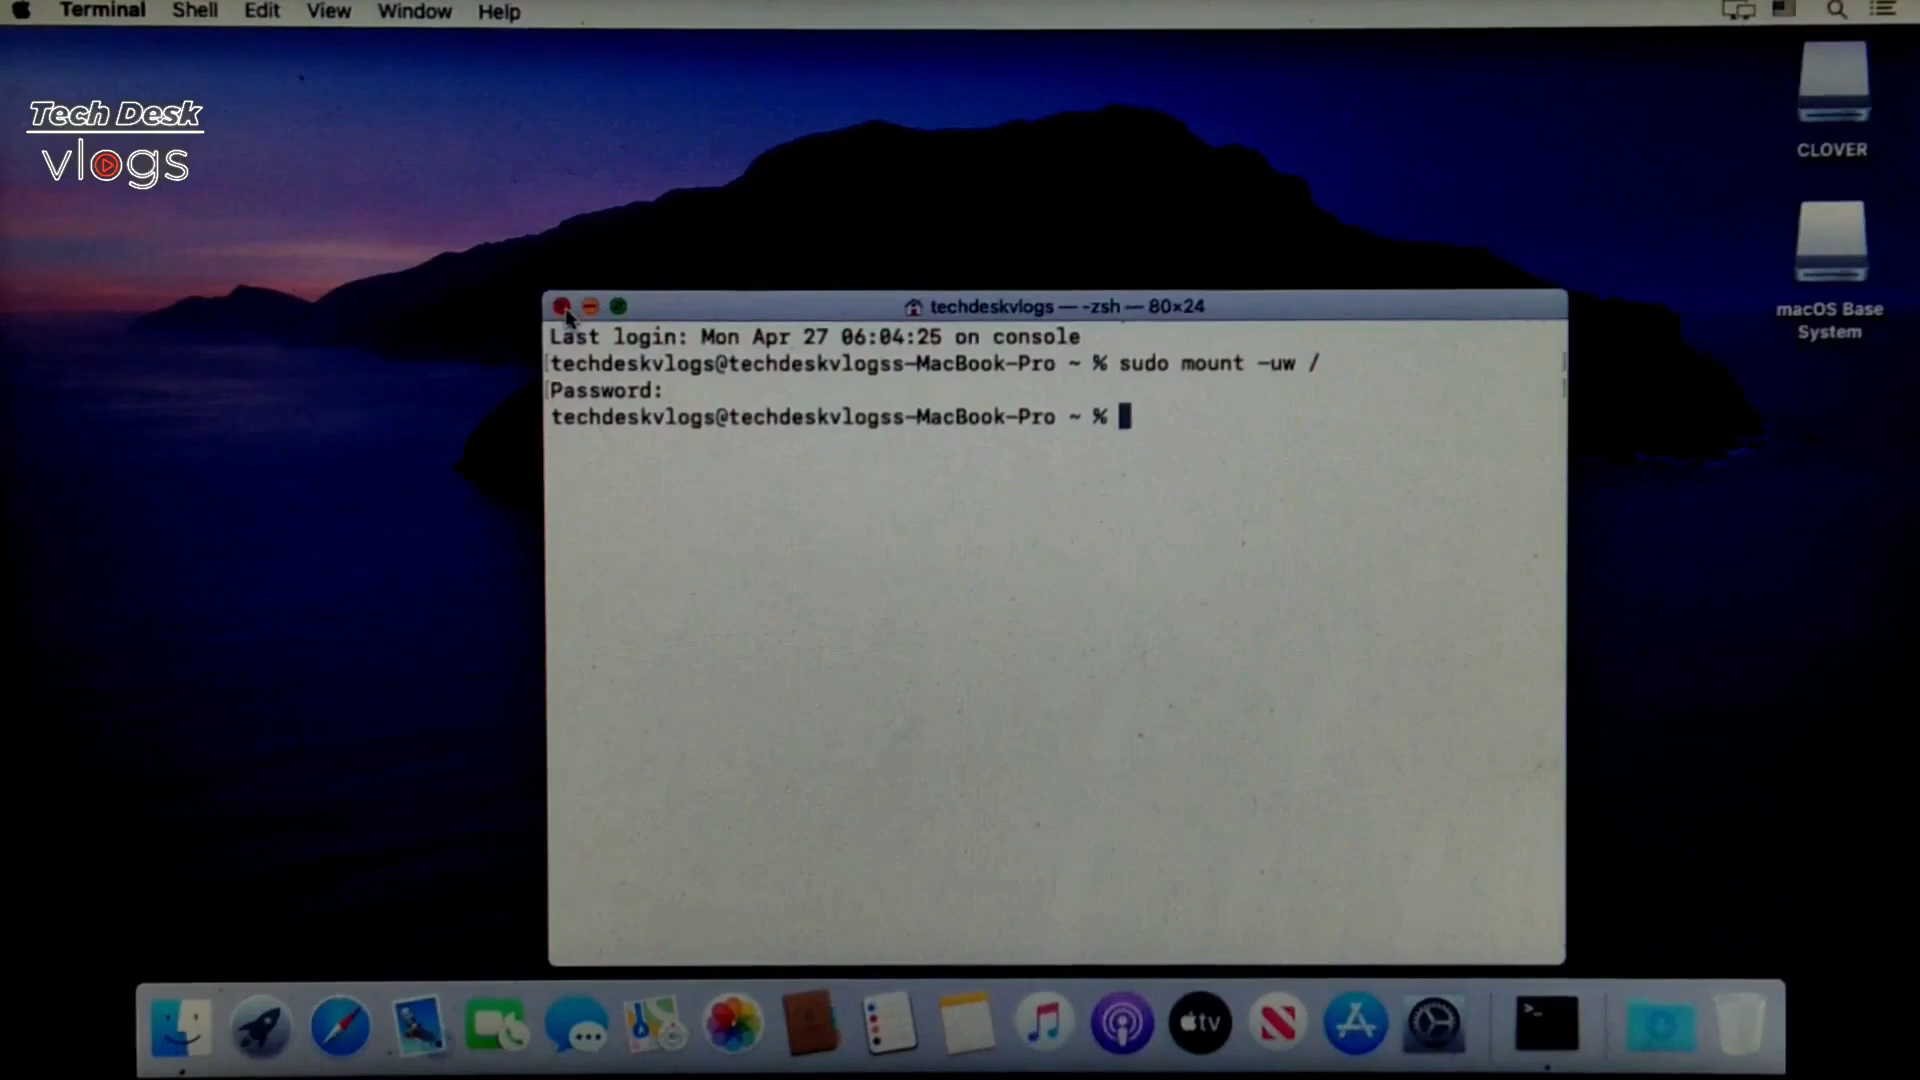 Terminal Shell Edit View Window Help
Tech Desk
vlogs
CLOVER
macOS Base
System
techdeskvlogs — -zsh — 80×24
Last login: Mon Apr 27 06:04:25 on console
techdeskvlogs@techdeskvlogss-MacBook-Pro ~ % sudo mount -uw /
Password:
techdeskvlogs@techdeskvlogss-MacBook-Pro ~ %
>_
tv